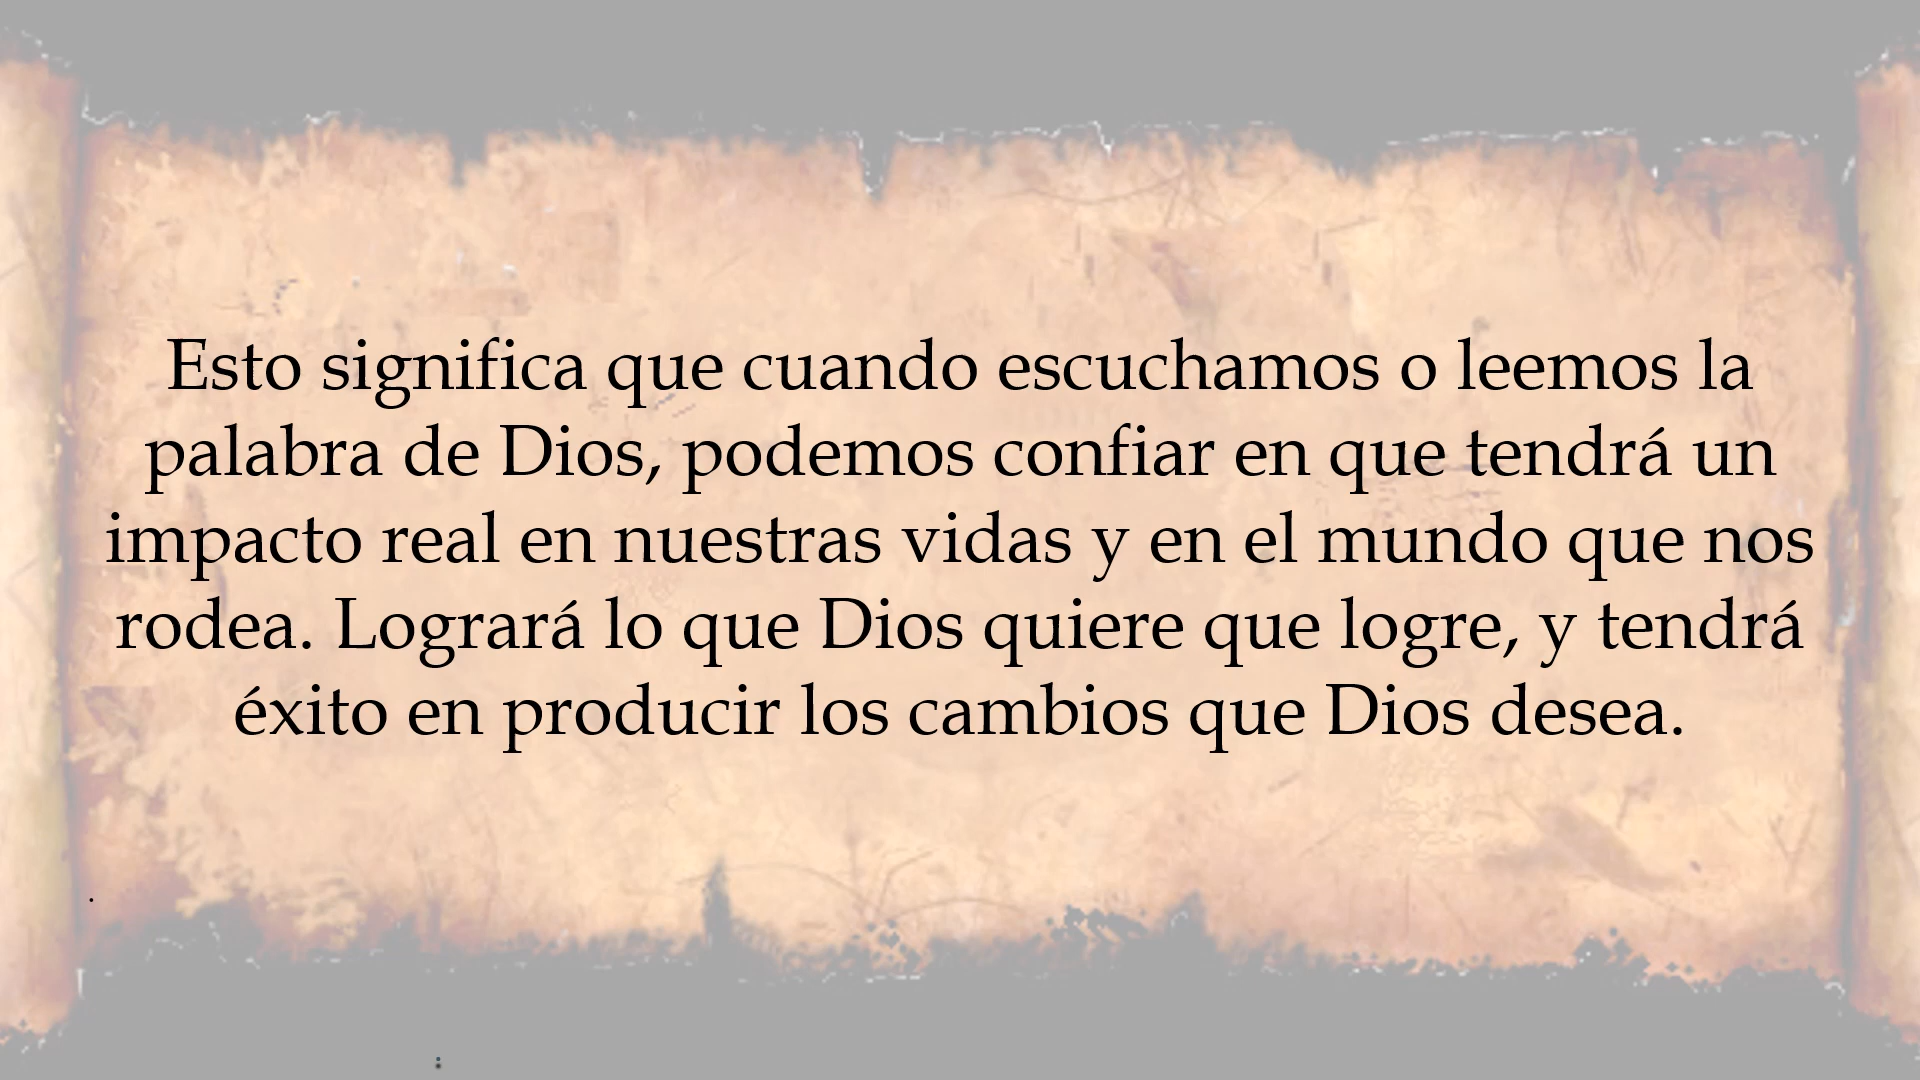 Esto significa que cuando escuchamos o leemos la
palabra de Dios, podemos confiar en que tendrá un
impacto real en nuestras vidas y en el mundo que nos
rodea. Logrará lo que Dios quiere que logre, y tendrá
éxito en producir los cambios que Dios desea.
.
: